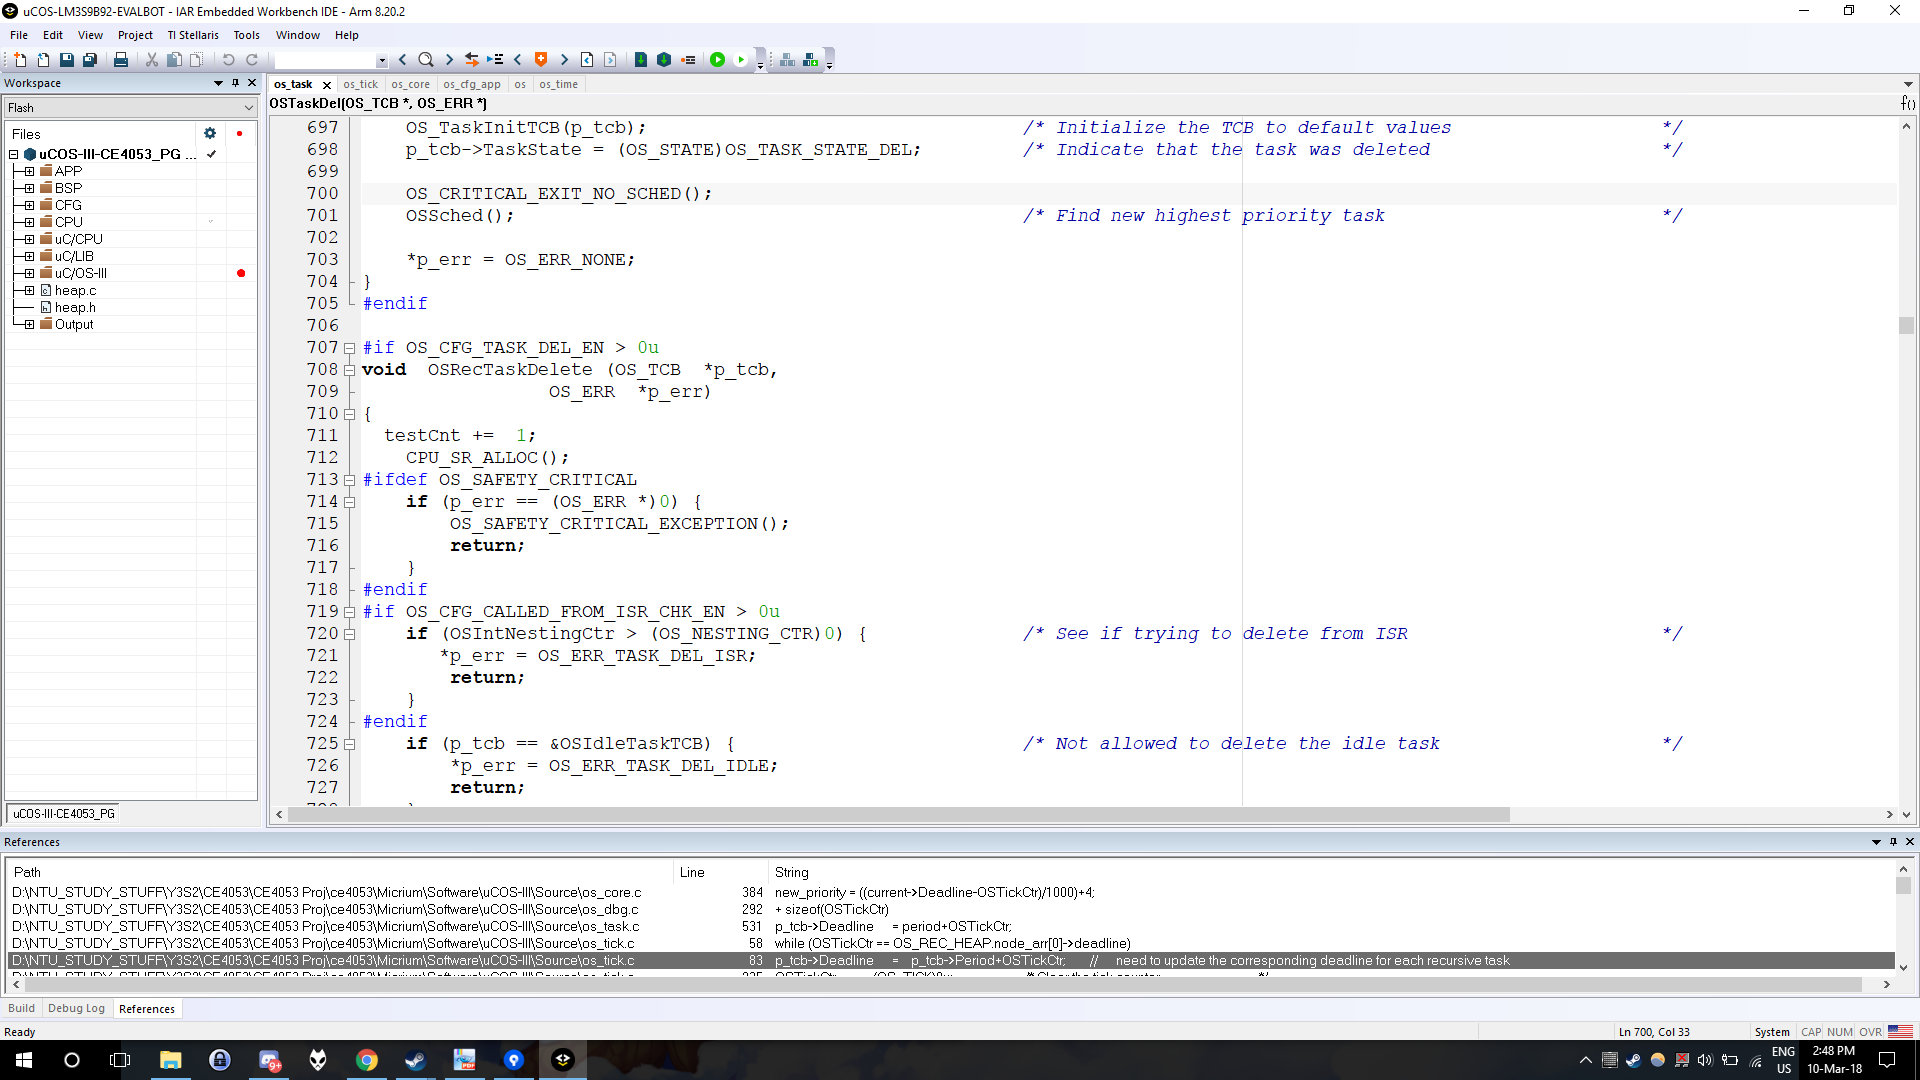 uCOS-LM3S9B92-EVALBOT - IAR Embedded Workbench IDE - Arm 8.20.2
File Edit View Project TI Stellaris Tools Window Help
Workspace
Flash
Files
uCOS-III-CE4053_PG ...
APP
BSP
CFG
CPU
uC/CPU
uC/LIB
uC/OS-III
heap.c
heap.h
Output
uCOS-III-CE4053_PG
os_task os_tick os_core os_cfg_app os os_time
OSTaskDel(OS_TCB *, OS_ERR *) f()
697 OS_TaskInitTCB(p_tcb); /* Initialize the TCB to default values */
698 p_tcb->TaskState = (OS_STATE)OS_TASK_STATE_DEL; /* Indicate that the task was deleted */
699
700 OS_CRITICAL_EXIT_NO_SCHED();
701 OSSched(); /* Find new highest priority task */
702
703 *p_err = OS_ERR_NONE;
704 }
705 #endif
706
707 #if OS_CFG_TASK_DEL_EN > 0u
708 void OSRecTaskDelete (OS_TCB *p_tcb,
709 OS_ERR *p_err)
710 {
711 testCnt += 1;
712 CPU_SR_ALLOC();
713 #ifdef OS_SAFETY_CRITICAL
714 if (p_err == (OS_ERR *)0) {
715 OS_SAFETY_CRITICAL_EXCEPTION();
716 return;
717 }
718 #endif
719 #if OS_CFG_CALLED_FROM_ISR_CHK_EN > 0u
720 if (OSIntNestingCtr > (OS_NESTING_CTR)0) { /* See if trying to delete from ISR */
721 *p_err = OS_ERR_TASK_DEL_ISR;
722 return;
723 }
724 #endif
725 if (p_tcb == &OSIdleTaskTCB) { /* Not allowed to delete the idle task */
726 *p_err = OS_ERR_TASK_DEL_IDLE;
727 return;
References
Path Line String
D:\NTU_STUDY_STUFF\Y3S2\CE4053\CE4053 Proj\ce4053\Micrium\Software\uCOS-III\Source\os_core.c 384 new_priority = ((current->Deadline-OSTickCtr)/1000)+4;
D:\NTU_STUDY_STUFF\Y3S2\CE4053\CE4053 Proj\ce4053\Micrium\Software\uCOS-III\Source\os_dbg.c 292 + sizeof(OSTickCtr)
D:\NTU_STUDY_STUFF\Y3S2\CE4053\CE4053 Proj\ce4053\Micrium\Software\uCOS-III\Source\os_task.c 531 p_tcb->Deadline = period+OSTickCtr;
D:\NTU_STUDY_STUFF\Y3S2\CE4053\CE4053 Proj\ce4053\Micrium\Software\uCOS-III\Source\os_tick.c 58 while (OSTickCtr == OS_REC_HEAP.node_arr[0]->deadline)
D:\NTU_STUDY_STUFF\Y3S2\CE4053\CE4053 Proj\ce4053\Micrium\Software\uCOS-III\Source\os_tick.c 83 p_tcb->Deadline = p_tcb->Period+OSTickCtr; // need to update the corresponding deadline for each recursive task
Build Debug Log References
Ready Ln 700, Col 33 System CAP NUM OVR
9+ PDF
ENG 2:48 PM
US 10-Mar-18